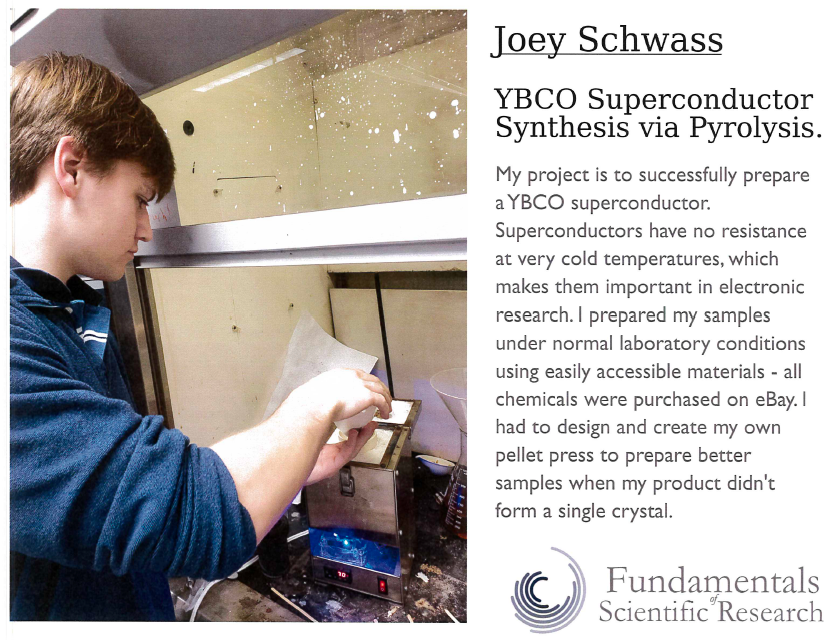 Joey Schwass
YBCO Superconductor
Synthesis via Pyrolysis.
My project is to successfully prepare
a YBCO superconductor.
Superconductors have no resistance
at very cold temperatures, which
makes them important in electronic
research. I prepared my samples
under normal laboratory conditions
using easily accessible materials - all
chemicals were purchased on eBay. I
had to design and create my own
pellet press to prepare better
samples when my product didn't
form a single crystal.
Fundamentals
of
Scientific Research